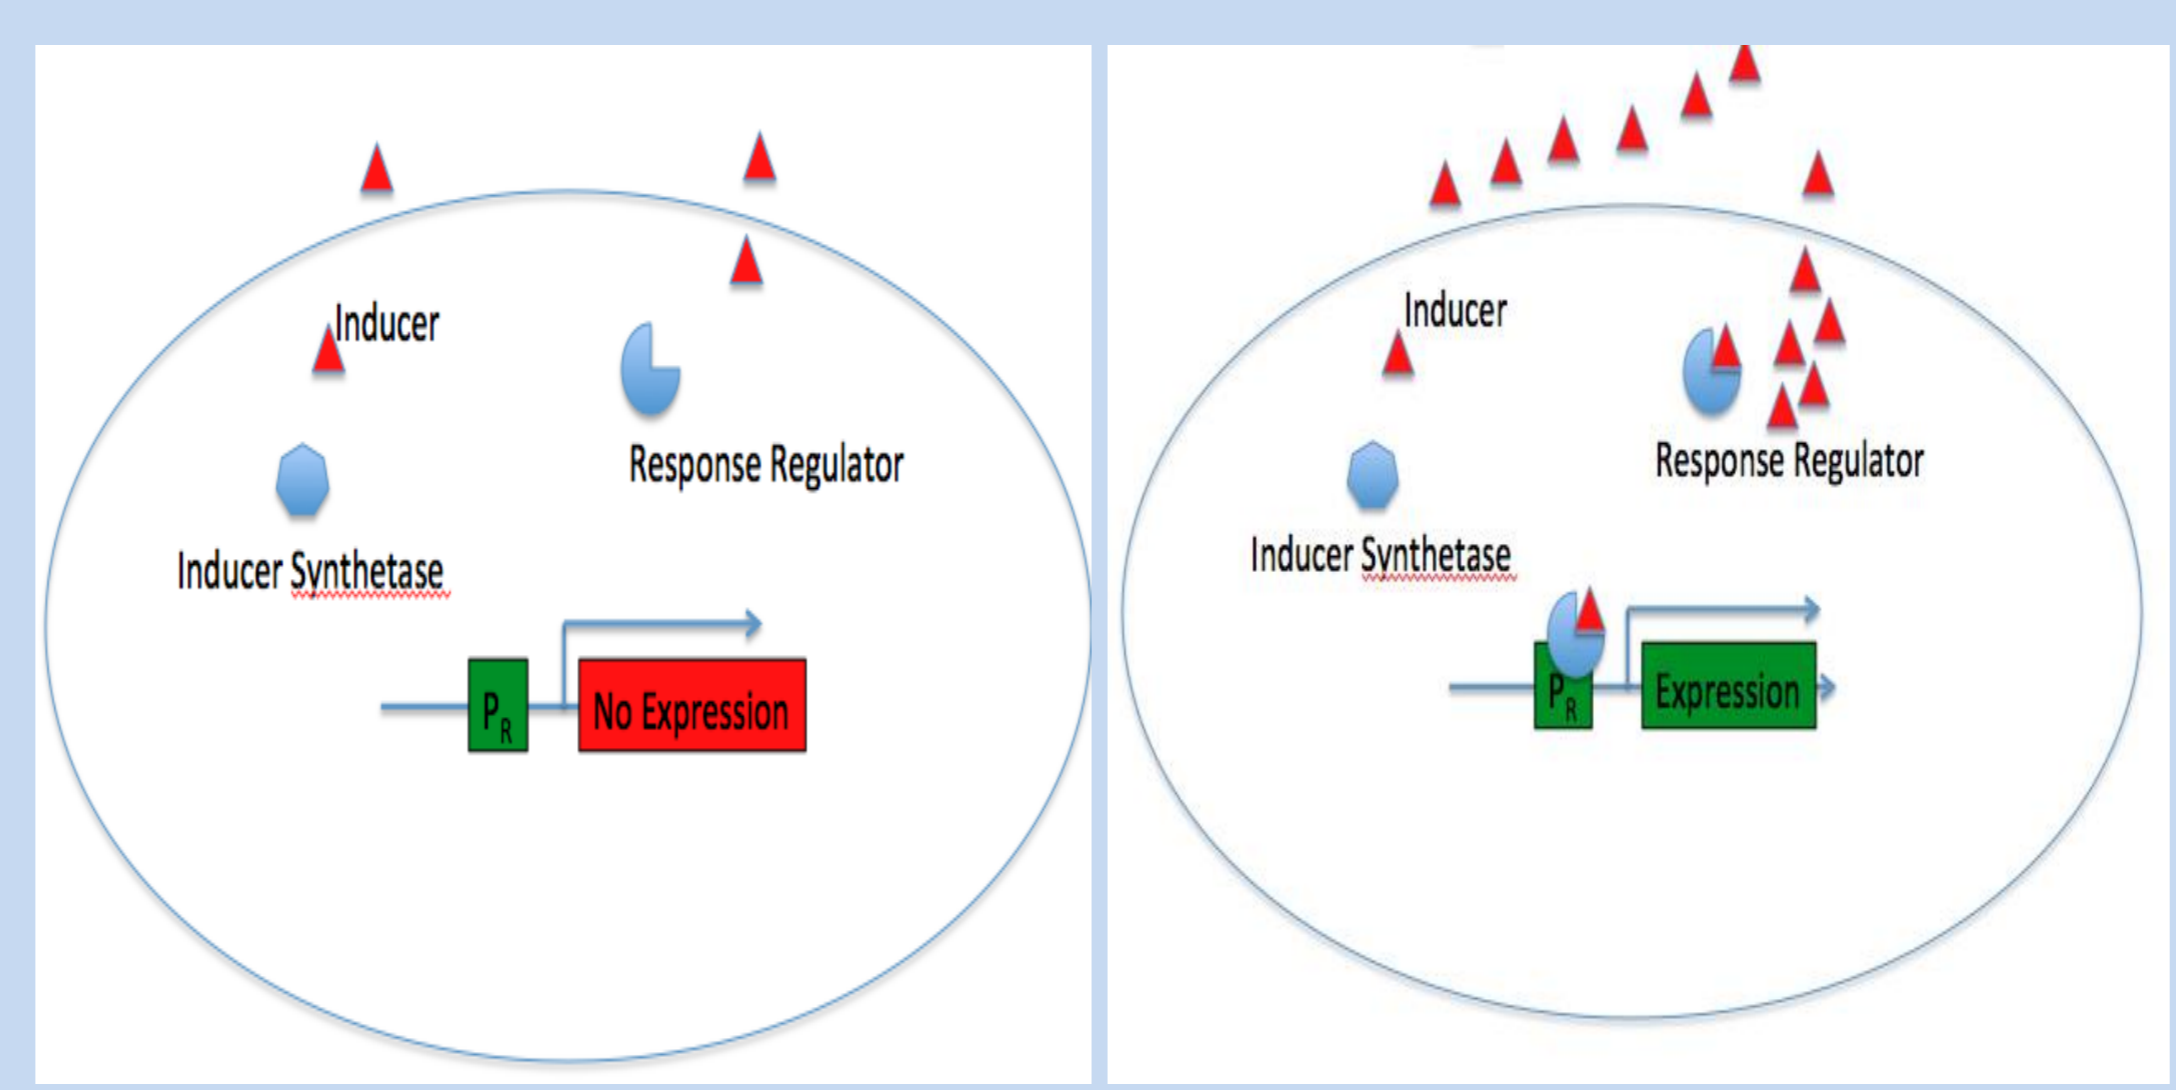 Inducer
Response Regulator
Inducer Synthetase
PR
No Expression
Inducer
Response Regulator
Inducer Synthetase
PR
Expression